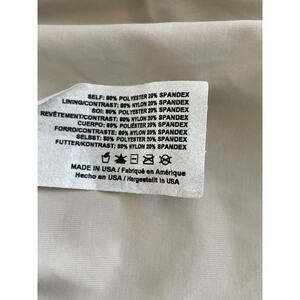 SELF: 80% POLYESTER 20% SPANDEX
LINING/CONTRAST: 80% NYLON 20% SPANDEX
SOI: 80% POLYESTER 20% SPANDEX
REVÊTEMENT/CONTRAST: 80% NYLON 20% SPANDEX
CUERPO: 80% POLIÉSTER 20% SPANDEX
FORRO/CONTRASTE: 80% NYLON 20% SPANDEX
SELBST: 80% POLYESTER 20% SPANDEX
FUTTER/KONTRAST: 80% NYLON 20% SPANDEX
MADE IN USA / Fabriqué en Amérique
Hecho en USA / Hergestellt in USA